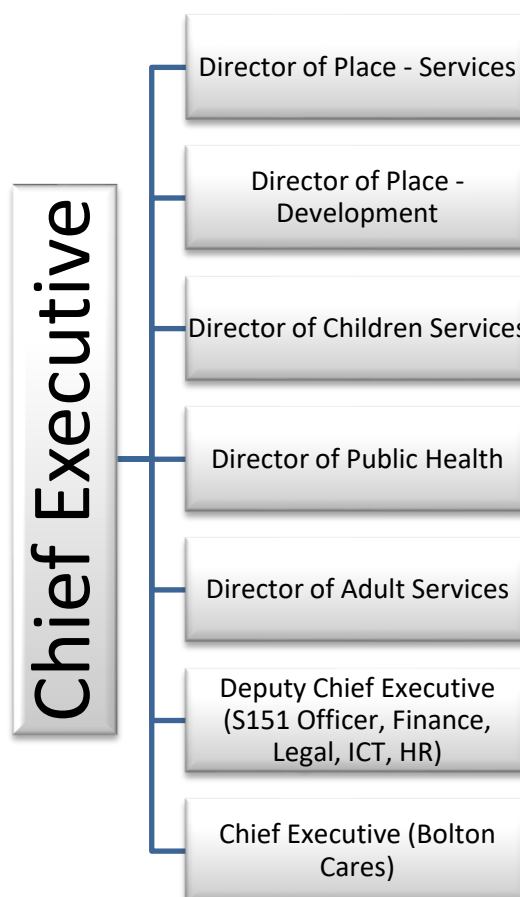 Chief Executive
Director of Place - Services
Director of Place -
Development
Director of Children Services
Director of Public Health
Director of Adult Services
Deputy Chief Executive
(S151 Officer, Finance,
Legal, ICT, HR)
Chief Executive (Bolton
Cares)